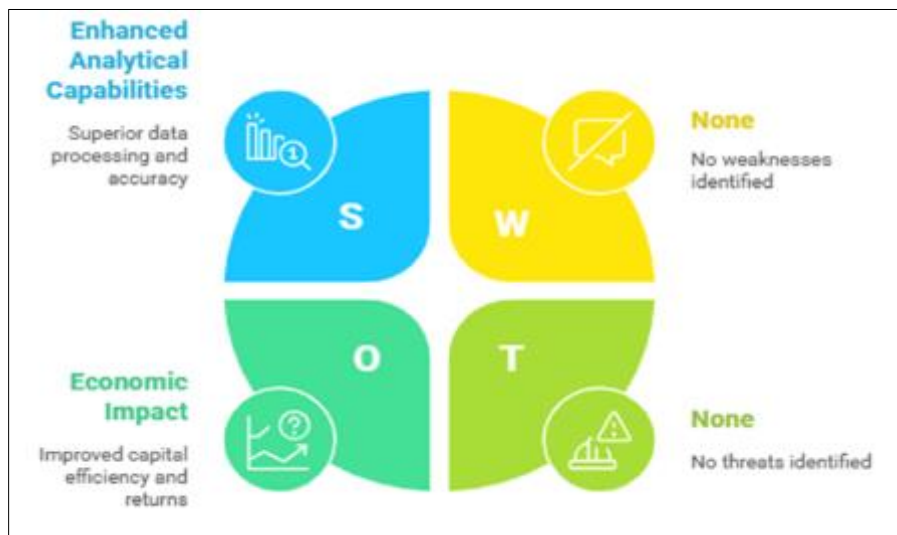 Enhanced
Analytical
Capabilities
Superior data
processing and
accuracy
1
S
W
None
No weaknesses
identified
Economic
Impact
Improved capital
efficiency and
returns
?
O
T
None
No threats identified